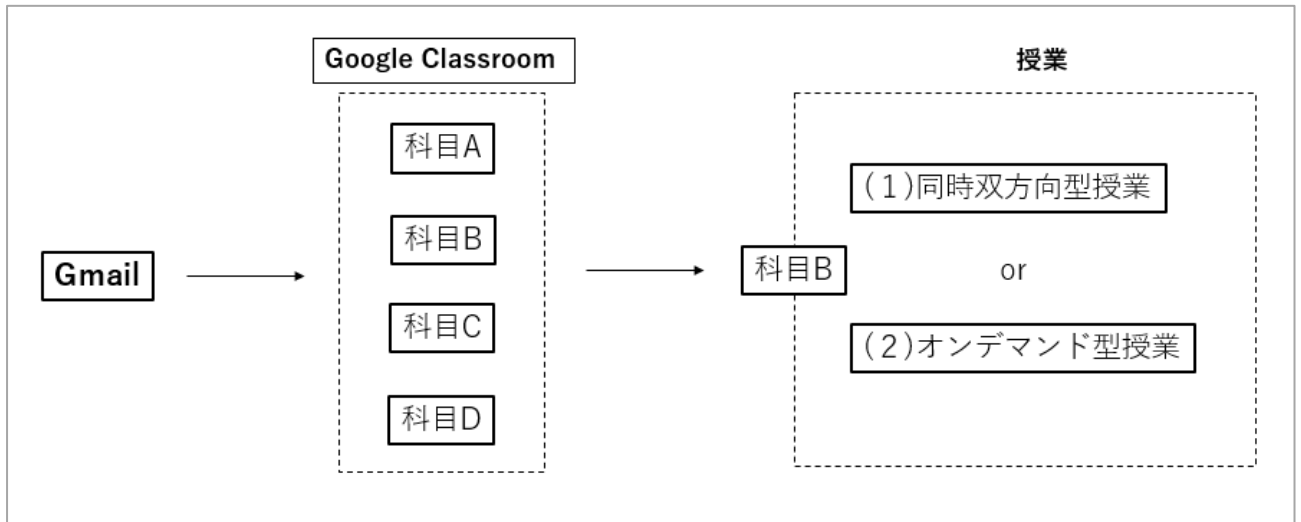 Google Classroom
授業
科目A
科目B
科目C
科目D
Gmail
科目B
(１)同時双方向型授業
or
(２)オンデマンド型授業